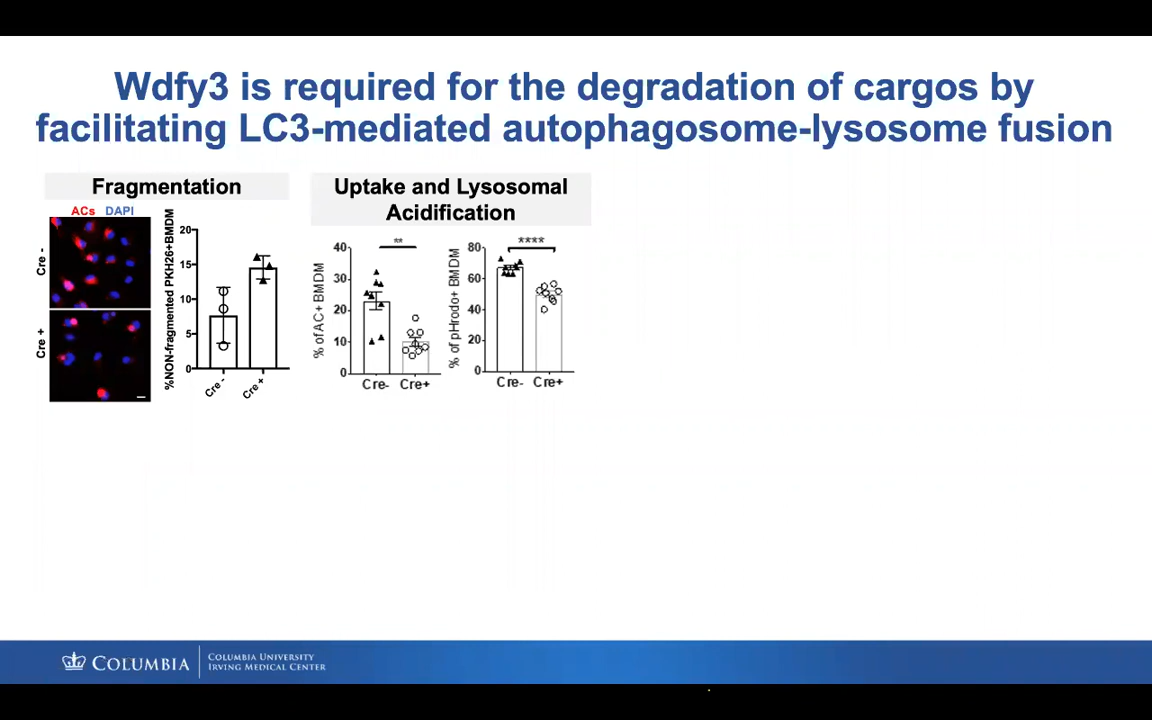 Wdfy3 is required for the degradation of cargos by
facilitating LC3-mediated autophagosome-lysosome fusion
Fragmentation
ACs DAPI
Cre -
Cre +
%NON-fragmented PKH26+BMDM
20
15
10
5
0
Cre -
Cre +
Uptake and Lysosomal
Acidification
% of AC+ BMDM
40
30
20
10
0
**
Cre-
Cre+
% of pHrodo+ BMDM
80
60
40
20
0
****
Cre-
Cre+
COLUMBIA
COLUMBIA UNIVERSITY
IRVING MEDICAL CENTER